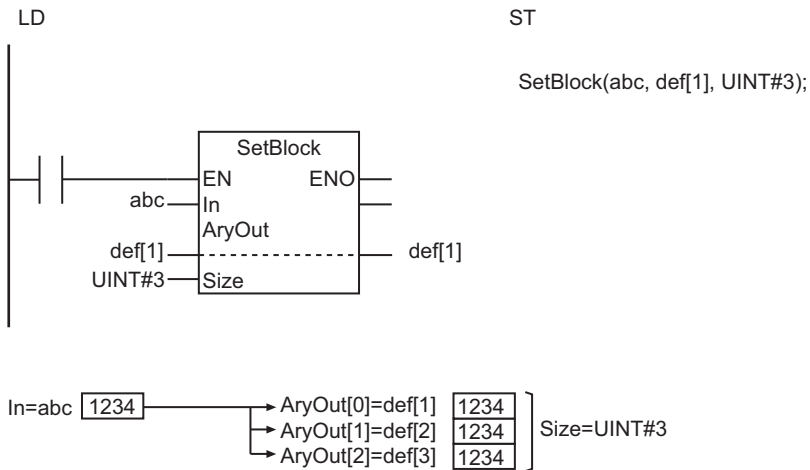 LD
ST
SetBlock(abc, def[1], UINT#3);
SetBlock
EN ENO
abc In
AryOut
def[1] def[1]
UINT#3 Size
In=abc 1234 AryOut[0]=def[1] 1234
AryOut[1]=def[2] 1234 Size=UINT#3
AryOut[2]=def[3] 1234